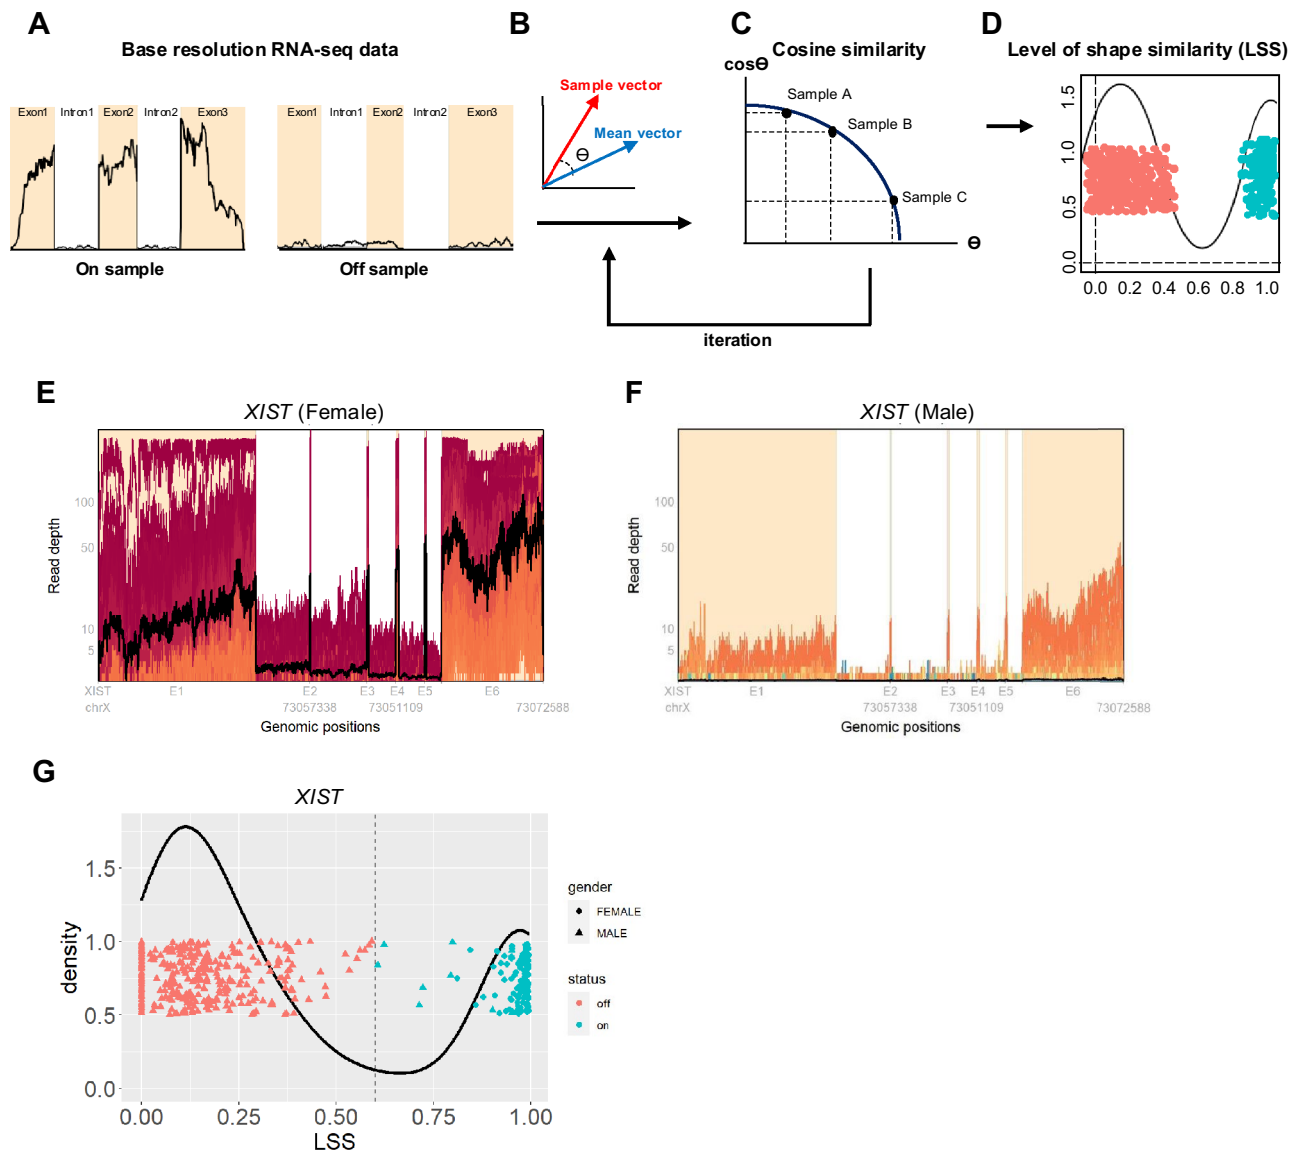 A
B
C
D
Base resolution RNA-seq data
Cosine similarity
Level of shape similarity (LSS)
Exon1 Intron1 Exon2 Intron2 Exon3
Exon1 Intron1 Exon2 Intron2 Exon3
On sample
Off sample
Sample vector
Mean vector
Θ
cosΘ
Sample A
Sample B
Sample C
Θ
iteration
1.5
1.0
0.5
0.0
0.0 0.2 0.4 0.6 0.8 1.0
E
XIST (Female)
Read depth
100
50
10
5
XIST E1 E2 E3 E4 E5 E6
chrX 73057338 73051109 73072588
Genomic positions
F
XIST (Male)
Read depth
100
50
10
5
XIST E1 E2 E3 E4 E5 E6
chrX 73057338 73051109 73072588
Genomic positions
G
XIST
density
1.5
1.0
0.5
0.0
0.00 0.25 0.50 0.75 1.00
LSS
gender
FEMALE
MALE
status
off
on